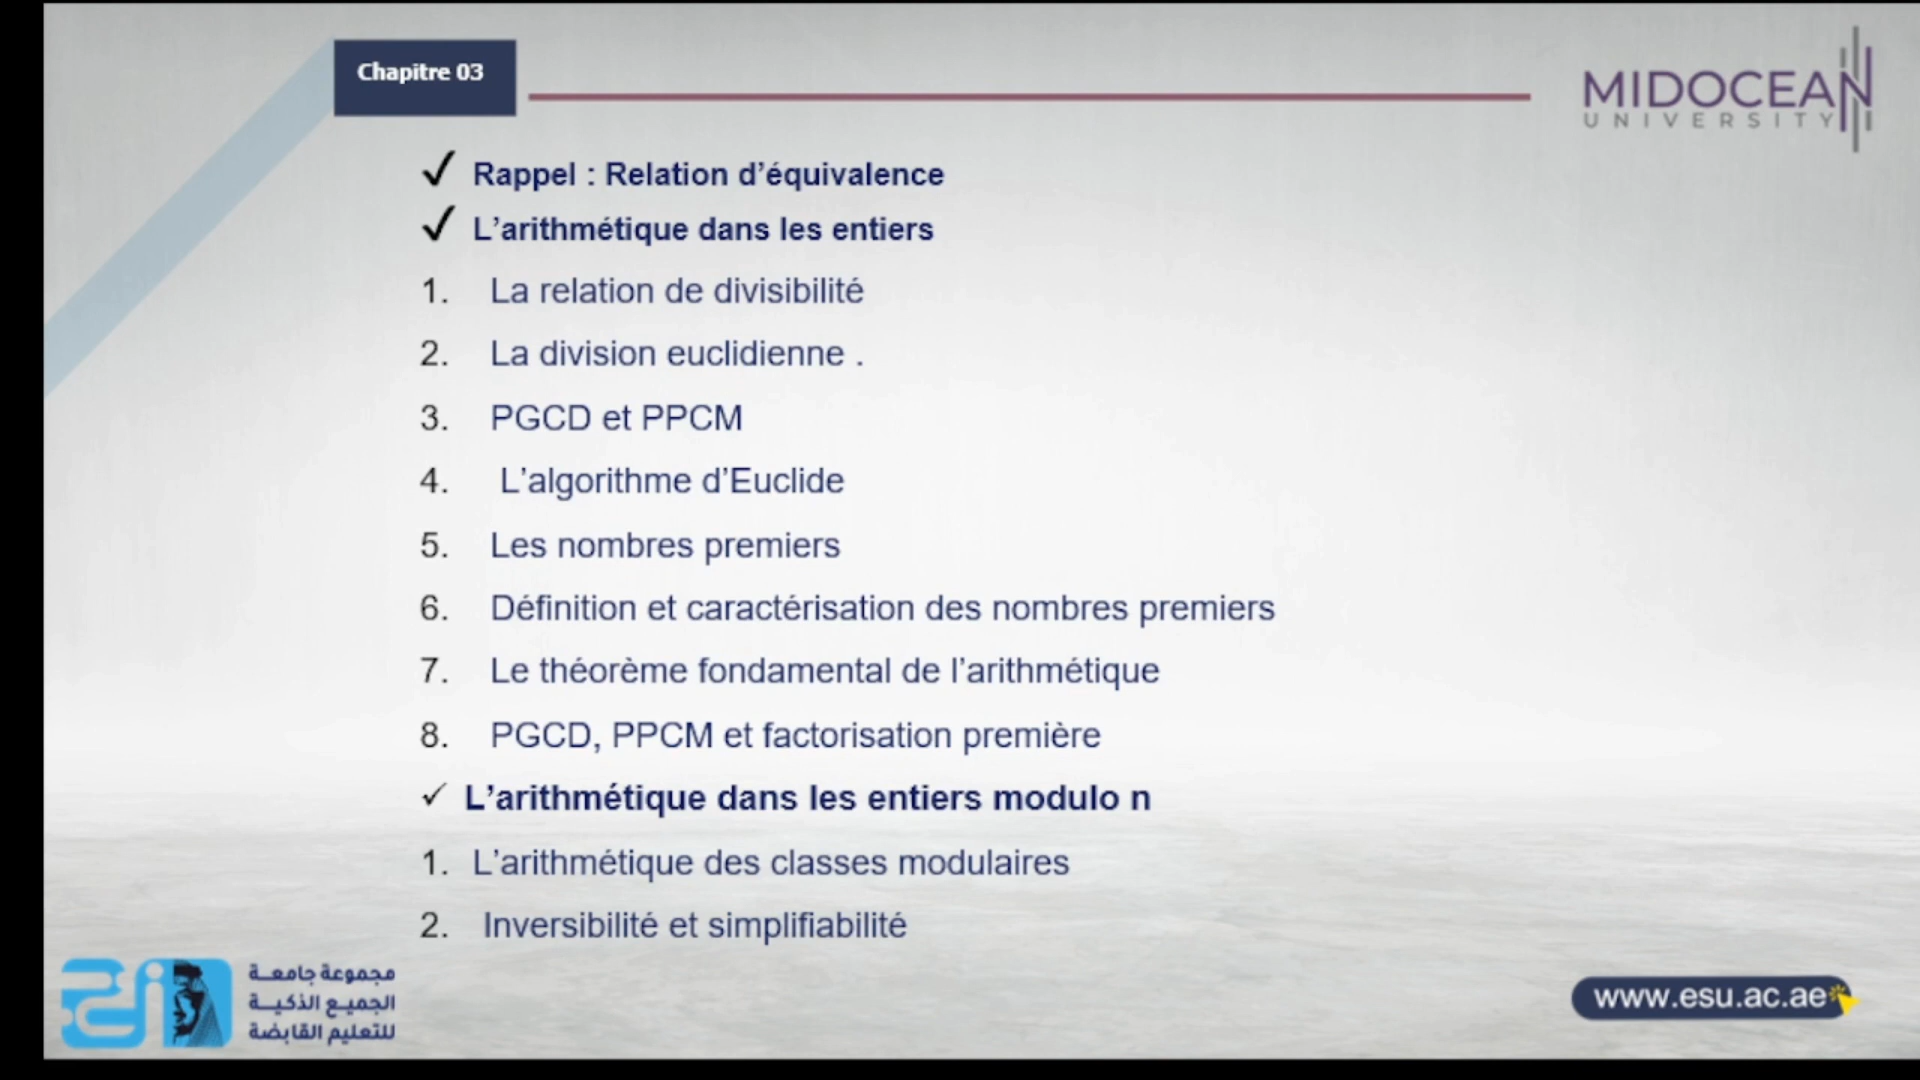 Chapitre 03
MIDOCEAN
UNIVERSITY
✓ Rappel : Relation d’équivalence
✓ L’arithmétique dans les entiers
1. La relation de divisibilité
2. La division euclidienne .
3. PGCD et PPCM
4. L’algorithme d’Euclide
5. Les nombres premiers
6. Définition et caractérisation des nombres premiers
7. Le théorème fondamental de l’arithmétique
8. PGCD, PPCM et factorisation première
✓ L’arithmétique dans les entiers modulo n
1. L’arithmétique des classes modulaires
2. Inversibilité et simplifiabilité
مجموعة جامعـــة
الجميـع الذكيـــة
للتعليم القابضة
www.esu.ac.ae